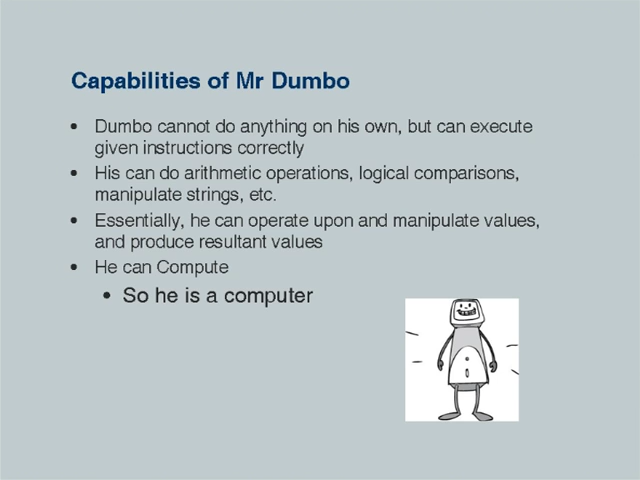 Capabilities of Mr Dumbo
• Dumbo cannot do anything on his own, but can execute
given instructions correctly
• His can do arithmetic operations, logical comparisons,
manipulate strings, etc.
• Essentially, he can operate upon and manipulate values,
and produce resultant values
• He can Compute
• So he is a computer